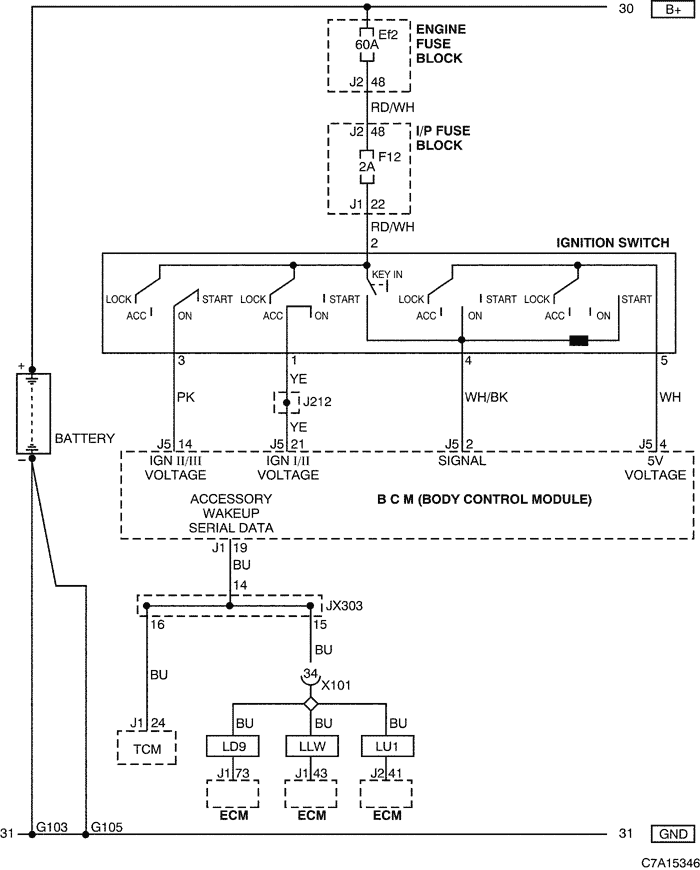 30 B+
Ef2
60A
ENGINE
FUSE
BLOCK
J2 48
RD/WH
J2 48
I/P FUSE
BLOCK
F12
2A
J1 22
RD/WH
2
IGNITION SWITCH
KEY IN
LOCK START LOCK START LOCK START LOCK START
ACC ON ACC ON ACC ON ACC ON
3 1 4 5
PK YE WH/BK WH
J212
YE
J5 14 J5 21 J5 2 J5 4
IGN II/III IGN I/II SIGNAL 5V
VOLTAGE VOLTAGE VOLTAGE
+
BATTERY
–
ACCESSORY
WAKEUP
SERIAL DATA
B C M (BODY CONTROL MODULE)
J1 19
BU
14
JX303
16 15
BU
BU
34
X101
BU BU BU
J1 24
TCM
LD9 LLW LU1
J1 73 J1 43 J2 41
ECM ECM ECM
31 G103 G105 31 GND
C7A15346